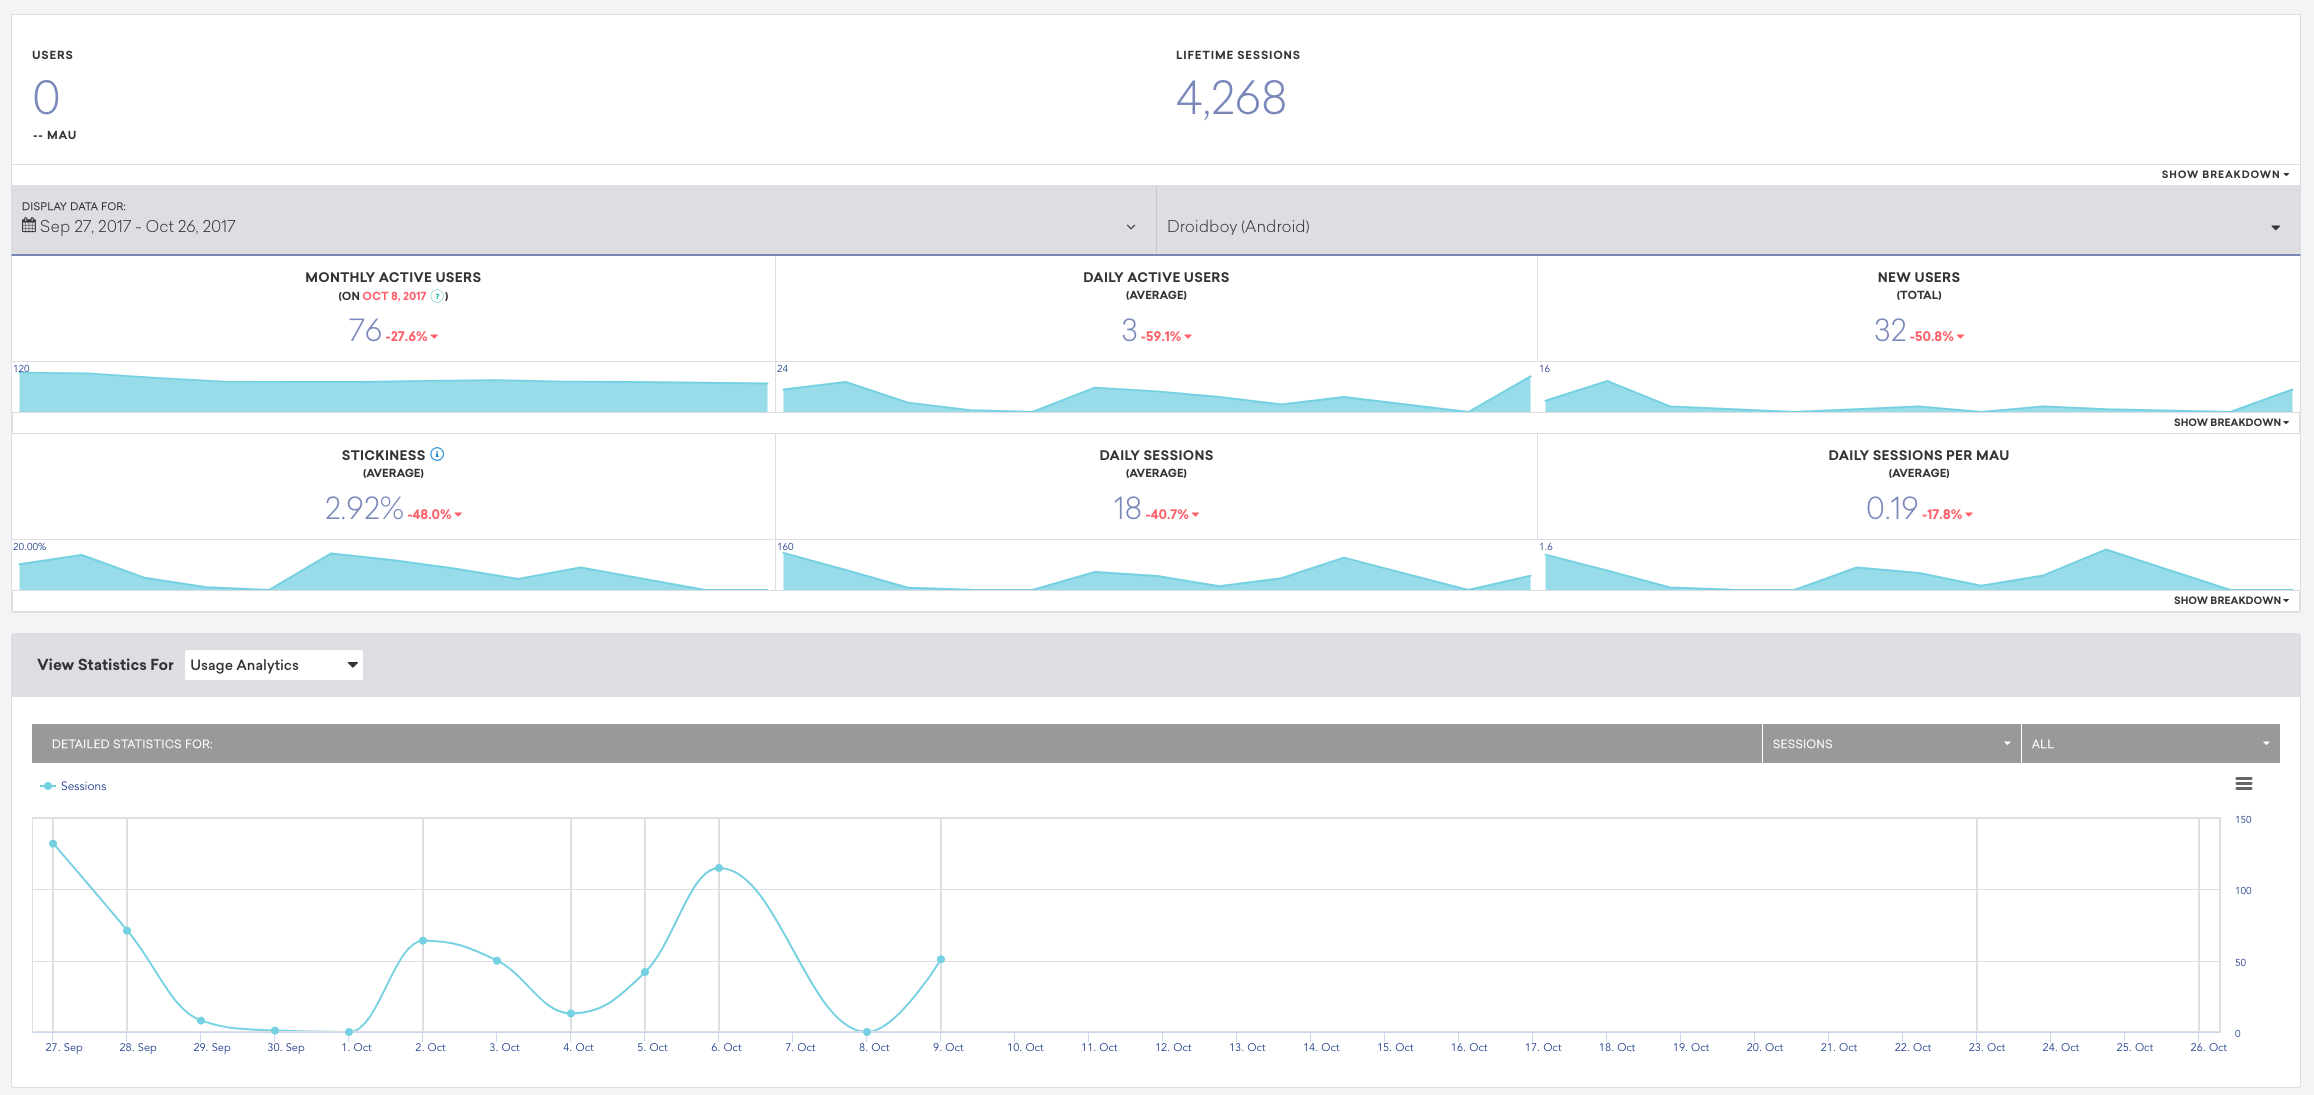 USERS
0
-- MAU
LIFETIME SESSIONS
4,268
SHOW BREAKDOWN
DISPLAY DATA FOR:
Sep 27, 2017 - Oct 26, 2017
Droidboy (Android)
MONTHLY ACTIVE USERS
(ON OCT 8, 2017 ?)
76 -27.6%
DAILY ACTIVE USERS
(AVERAGE)
3 -59.1%
NEW USERS
(TOTAL)
32 -50.8%
120
24
16
SHOW BREAKDOWN
STICKINESS i
(AVERAGE)
2.92% -48.0%
DAILY SESSIONS
(AVERAGE)
18 -40.7%
DAILY SESSIONS PER MAU
(AVERAGE)
0.19 -17.8%
20.00%
160
1.6
SHOW BREAKDOWN
View Statistics For Usage Analytics
DETAILED STATISTICS FOR: SESSIONS ALL
Sessions
150
100
50
0
27. Sep 28. Sep 29. Sep 30. Sep 1. Oct 2. Oct 3. Oct 4. Oct 5. Oct 6. Oct 7. Oct 8. Oct 9. Oct 10. Oct 11. Oct 12. Oct 13. Oct 14. Oct 15. Oct 16. Oct 17. Oct 18. Oct 19. Oct 20. Oct 21. Oct 22. Oct 23. Oct 24. Oct 25. Oct 26. Oct